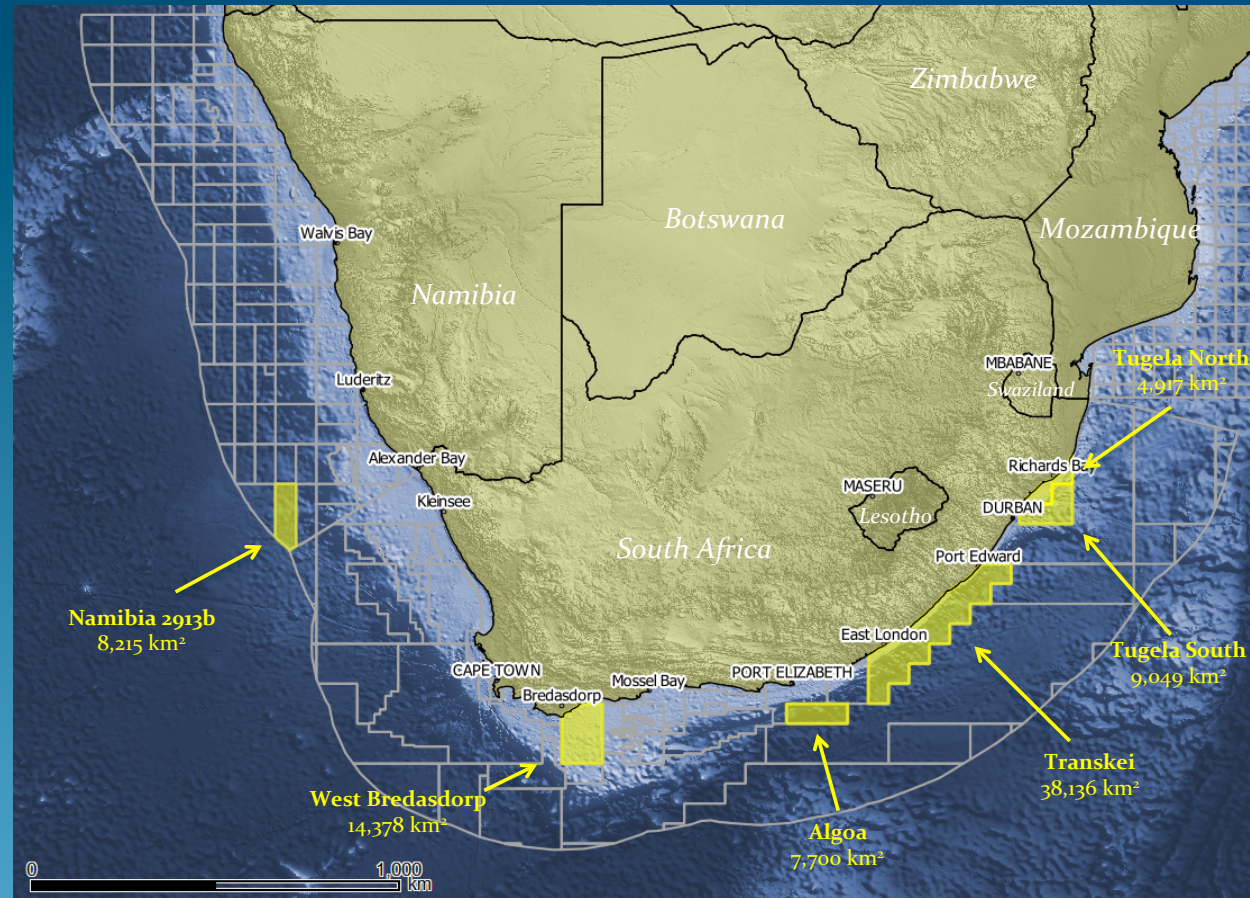 Zimbabwe
Botswana
Mozambique
Walvis Bay
Namibia
Tugela North
4,917 km²
MBABANE
Swaziland
Luderitz
Alexander Bay
Richards Bay
Kleinsee
MASERU
Lesotho
DURBAN
South Africa
Port Edward
Namibia 2913b
8,215 km²
East London
Tugela South
9,049 km²
CAPE TOWN
Mossel Bay
PORT ELIZABETH
Bredasdorp
Transkei
38,136 km²
West Bredasdorp
14,378 km²
Algoa
7,700 km²
0
1,000
km